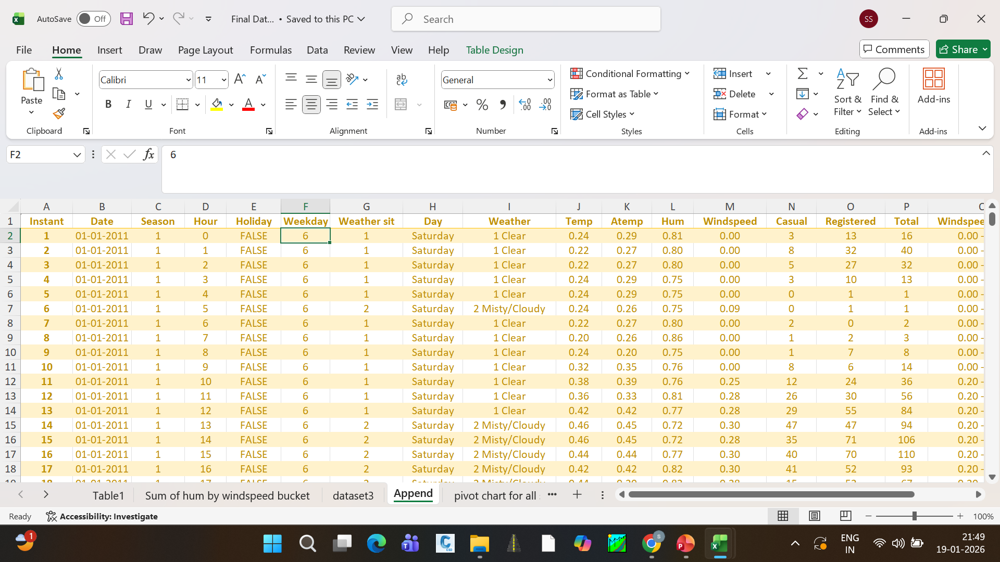 AutoSave Off Final Dat... • Saved to this PC Search SS
File Home Insert Draw Page Layout Formulas Data Review View Help Table Design Comments Share
Paste Calibri 11 General Conditional Formatting Insert Sort & Filter Find & Select Add-ins
B I U Format as Table Delete
Cell Styles Format
Clipboard Font Alignment Number Styles Cells Editing Add-ins
F2 fx 6
A B C D E F G H I J K L M N O P
1 Instant Date Season Hour Holiday Weekday Weather sit Day Weather Temp Atemp Hum Windspeed Casual Registered Total Windspee
2 1 01-01-2011 1 0 FALSE 6 1 Saturday 1 Clear 0.24 0.29 0.81 0.00 3 13 16 0.00 -
3 2 01-01-2011 1 1 FALSE 6 1 Saturday 1 Clear 0.22 0.27 0.80 0.00 8 32 40 0.00 -
4 3 01-01-2011 1 2 FALSE 6 1 Saturday 1 Clear 0.22 0.27 0.80 0.00 5 27 32 0.00 -
5 4 01-01-2011 1 3 FALSE 6 1 Saturday 1 Clear 0.24 0.29 0.75 0.00 3 10 13 0.00 -
6 5 01-01-2011 1 4 FALSE 6 1 Saturday 1 Clear 0.24 0.29 0.75 0.00 0 1 1 0.00 -
7 6 01-01-2011 1 5 FALSE 6 2 Saturday 2 Misty/Cloudy 0.24 0.26 0.75 0.09 0 1 1 0.00 -
8 7 01-01-2011 1 6 FALSE 6 1 Saturday 1 Clear 0.22 0.27 0.80 0.00 2 0 2 0.00 -
9 8 01-01-2011 1 7 FALSE 6 1 Saturday 1 Clear 0.20 0.26 0.86 0.00 1 2 3 0.00 -
10 9 01-01-2011 1 8 FALSE 6 1 Saturday 1 Clear 0.24 0.20 0.75 0.00 1 7 8 0.00 -
11 10 01-01-2011 1 9 FALSE 6 1 Saturday 1 Clear 0.32 0.35 0.76 0.00 8 6 14 0.00 -
12 11 01-01-2011 1 10 FALSE 6 1 Saturday 1 Clear 0.38 0.39 0.76 0.25 12 24 36 0.20 -
13 12 01-01-2011 1 11 FALSE 6 1 Saturday 1 Clear 0.36 0.33 0.81 0.28 26 30 56 0.20 -
14 13 01-01-2011 1 12 FALSE 6 1 Saturday 1 Clear 0.42 0.42 0.77 0.28 29 55 84 0.20 -
15 14 01-01-2011 1 13 FALSE 6 2 Saturday 2 Misty/Cloudy 0.46 0.45 0.72 0.30 47 47 94 0.20 -
16 15 01-01-2011 1 14 FALSE 6 2 Saturday 2 Misty/Cloudy 0.46 0.45 0.72 0.28 35 71 106 0.20 -
17 16 01-01-2011 1 15 FALSE 6 2 Saturday 2 Misty/Cloudy 0.44 0.44 0.77 0.30 40 70 110 0.20 -
18 17 01-01-2011 1 16 FALSE 6 2 Saturday 2 Misty/Cloudy 0.42 0.42 0.82 0.30 41 52 93 0.20 -
Table1 Sum of hum by windspeed bucket dataset3 Append pivot chart for all
Ready Accessibility: Investigate 100%
1 ENG 21:49
IN 19-01-2026